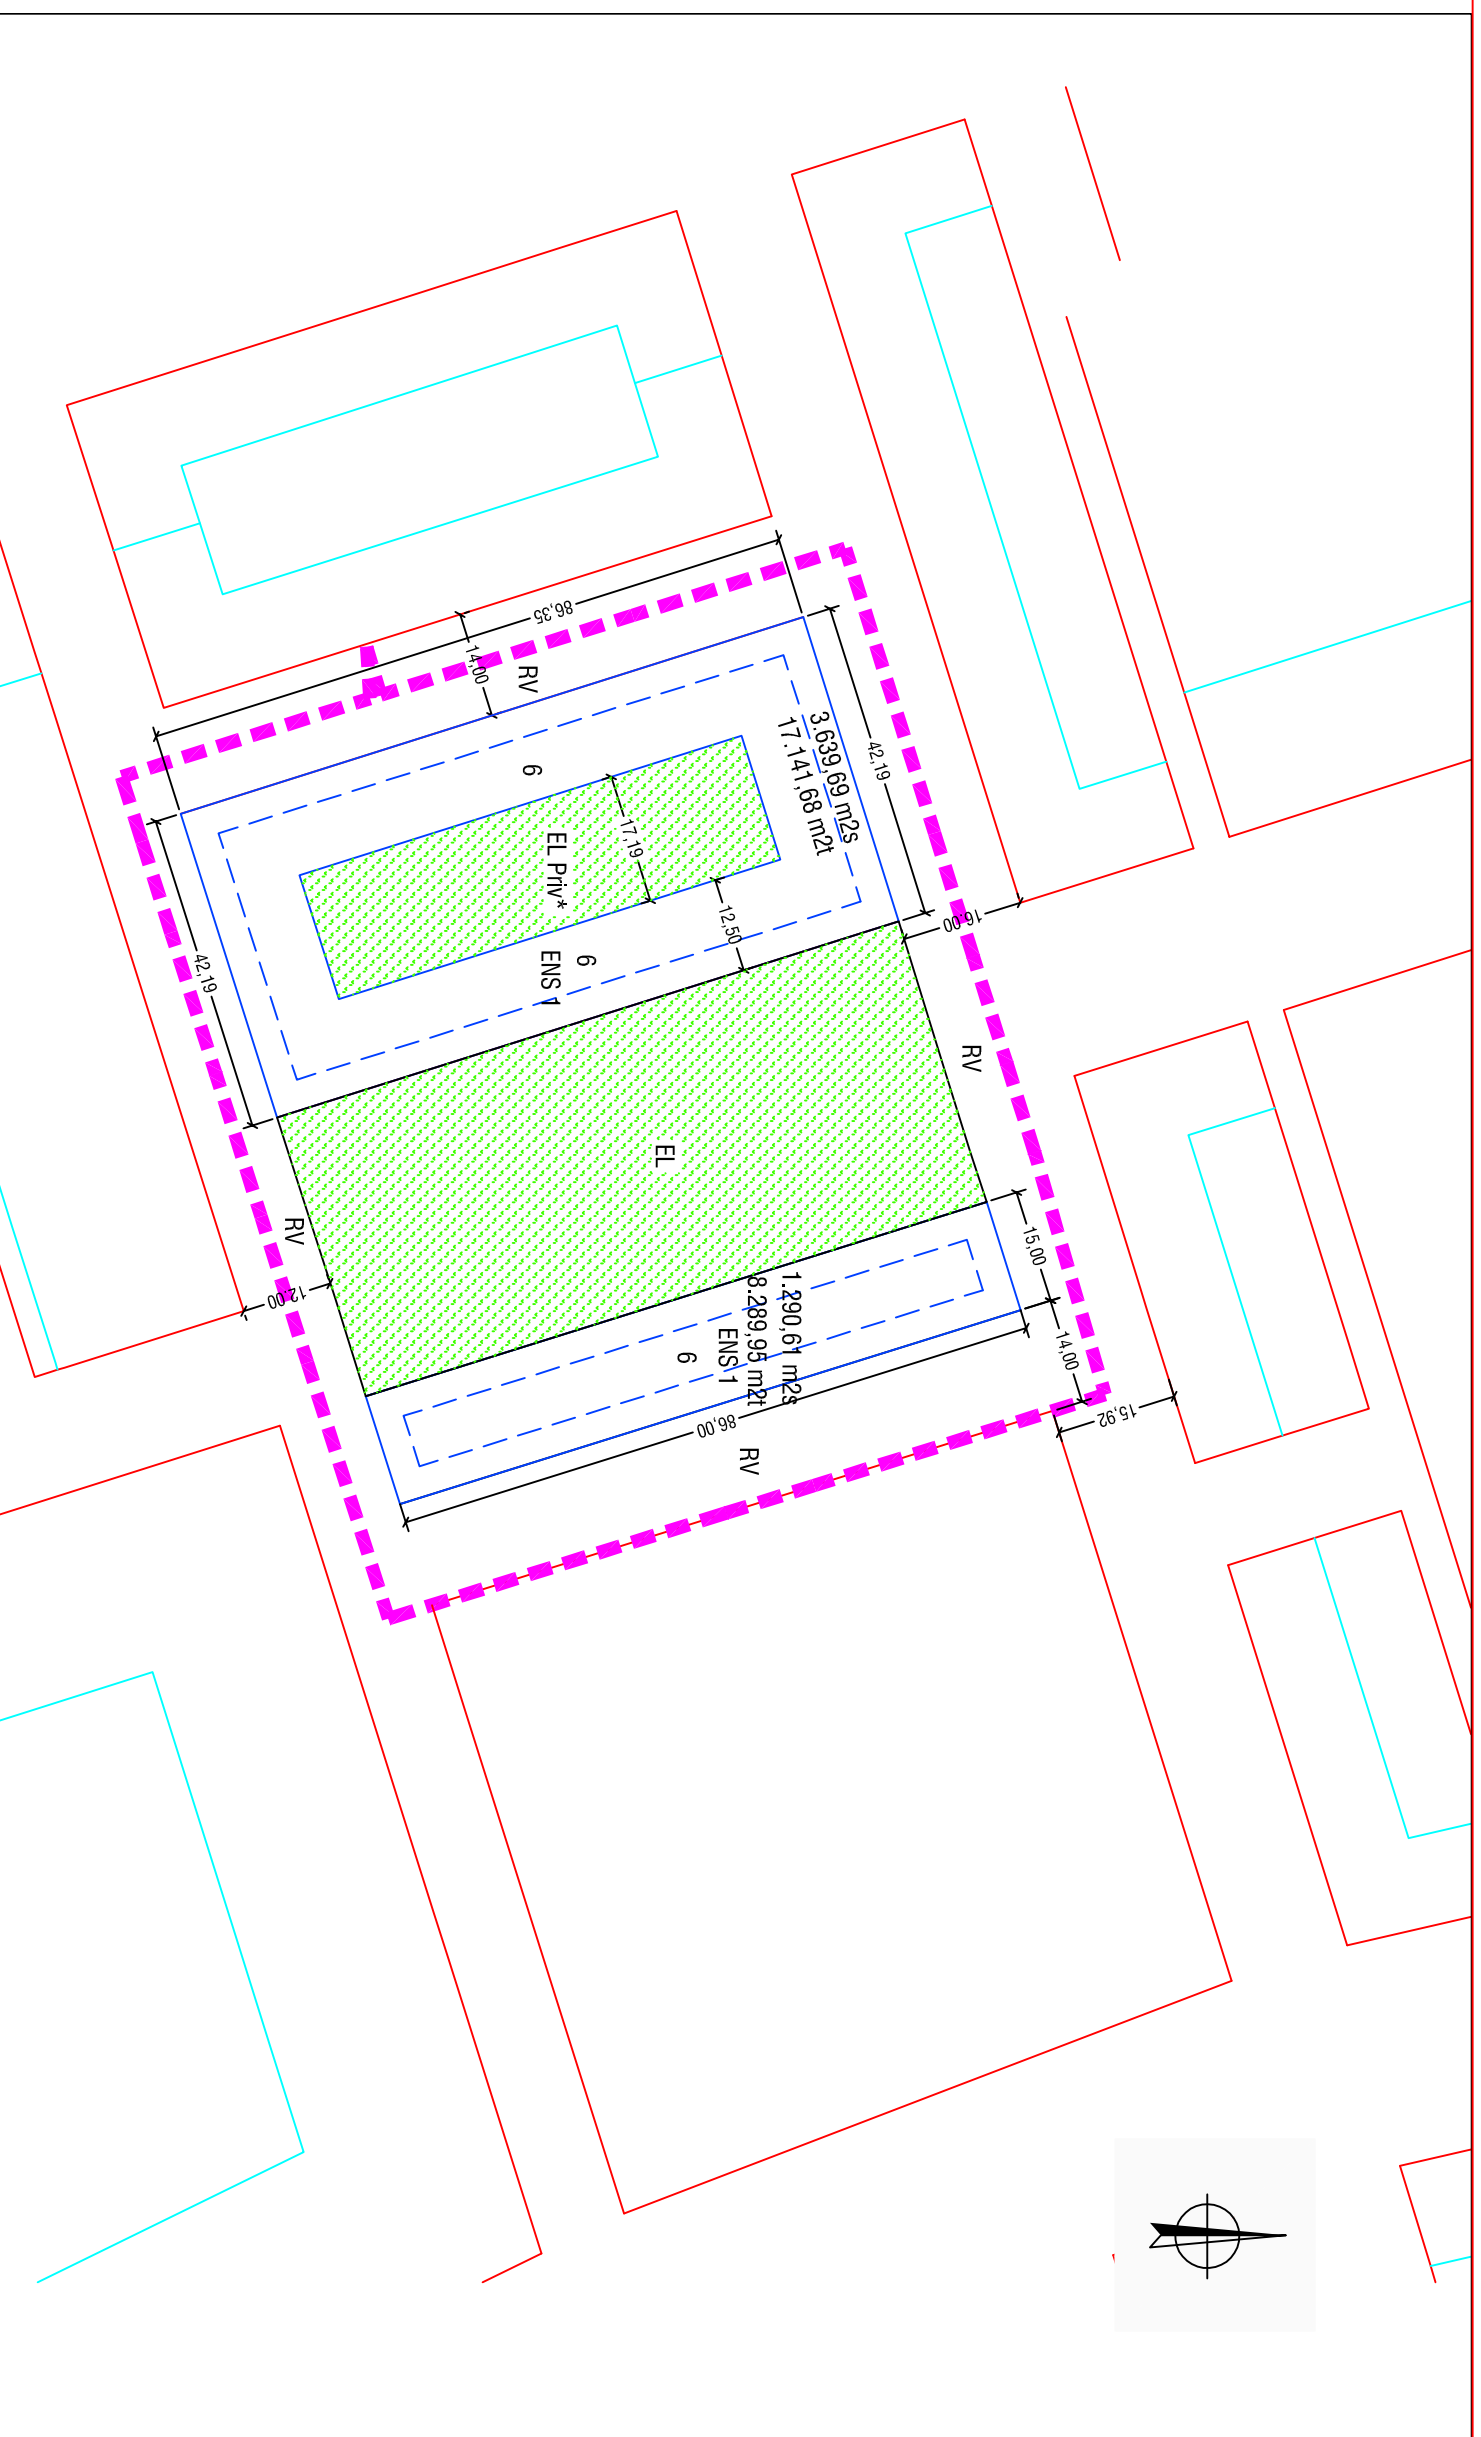 86,35
14,00
RV
3.639,69 m2s
17.141,68 m2t
42,19
6
17,19
EL Priv*
12,50
16,00
42,19
6
ENS 1
RV
EL
RV
15,00
12,00
1.290,61 m2s
8.289,95 m2t
ENS 1
6
14,00
86,00
15,92
RV